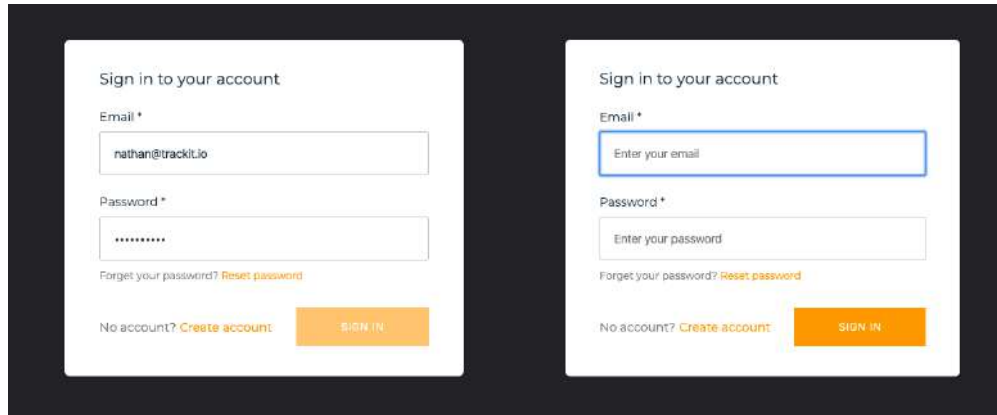 Sign in to your account
Email *
nathan@trackit.io
Password *
••••••••••
Forget your password? Reset password
No account? Create account
SIGN IN
Sign in to your account
Email *
Enter your email
Password *
Enter your password
Forget your password? Reset password
No account? Create account
SIGN IN